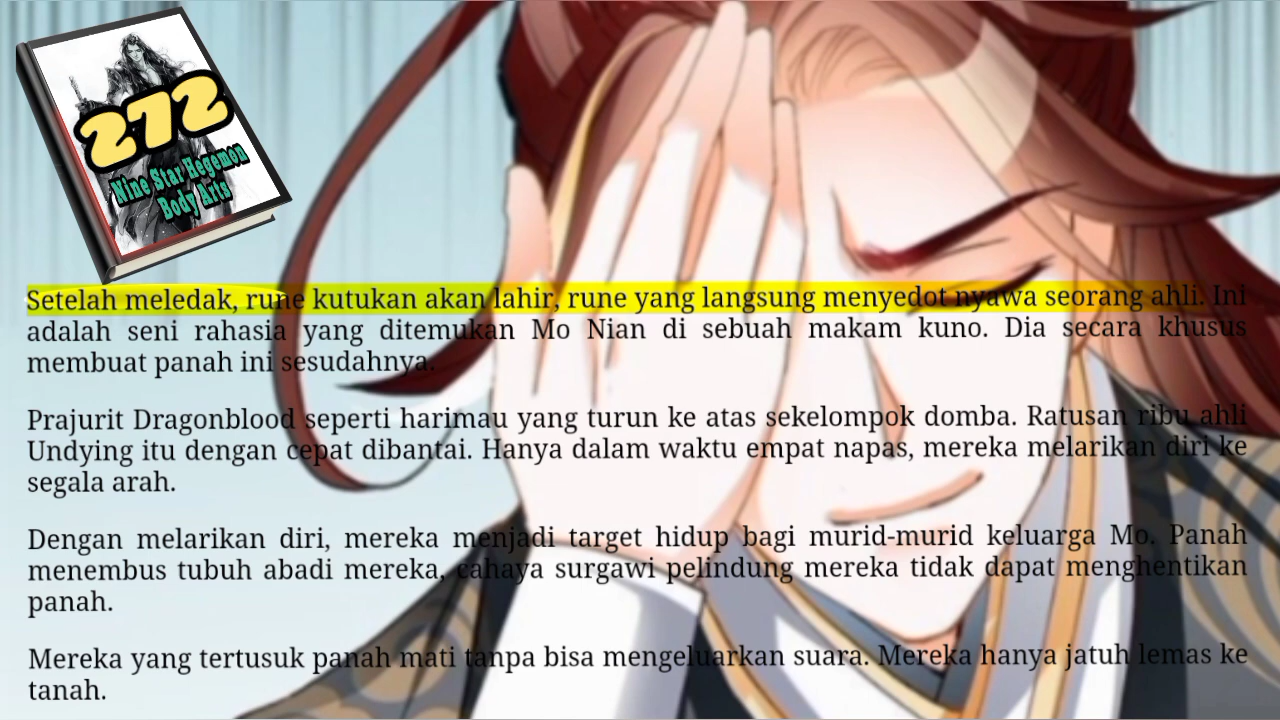 272
Nine Star Hegemon
Body Arts
Setelah meledak, rune kutukan akan lahir, rune yang langsung menyedot nyawa seorang ahli. Ini
adalah seni rahasia yang ditemukan Mo Nian di sebuah makam kuno. Dia secara khusus
membuat panah ini sesudahnya.
Prajurit Dragonblood seperti harimau yang turun ke atas sekelompok domba. Ratusan ribu ahli
Undying itu dengan cepat dibantai. Hanya dalam waktu empat napas, mereka melarikan diri ke
segala arah.
Dengan melarikan diri, mereka menjadi target hidup bagi murid-murid keluarga Mo. Panah
menembus tubuh abadi mereka, cahaya surgawi pelindung mereka tidak dapat menghentikan
panah.
Mereka yang tertusuk panah mati tanpa bisa mengeluarkan suara. Mereka hanya jatuh lemas ke
tanah.